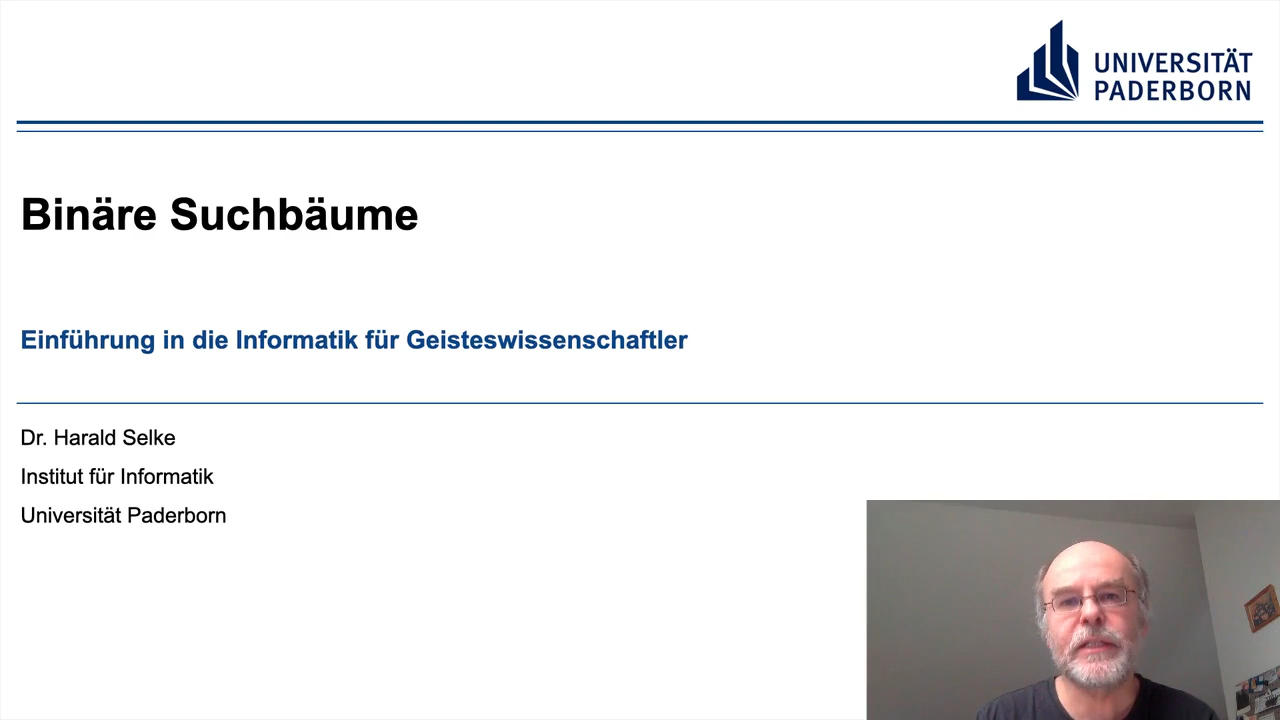 UNIVERSITÄT
PADERBORN
Binäre Suchbäume
Einführung in die Informatik für Geisteswissenschaftler
Dr. Harald Selke
Institut für Informatik
Universität Paderborn